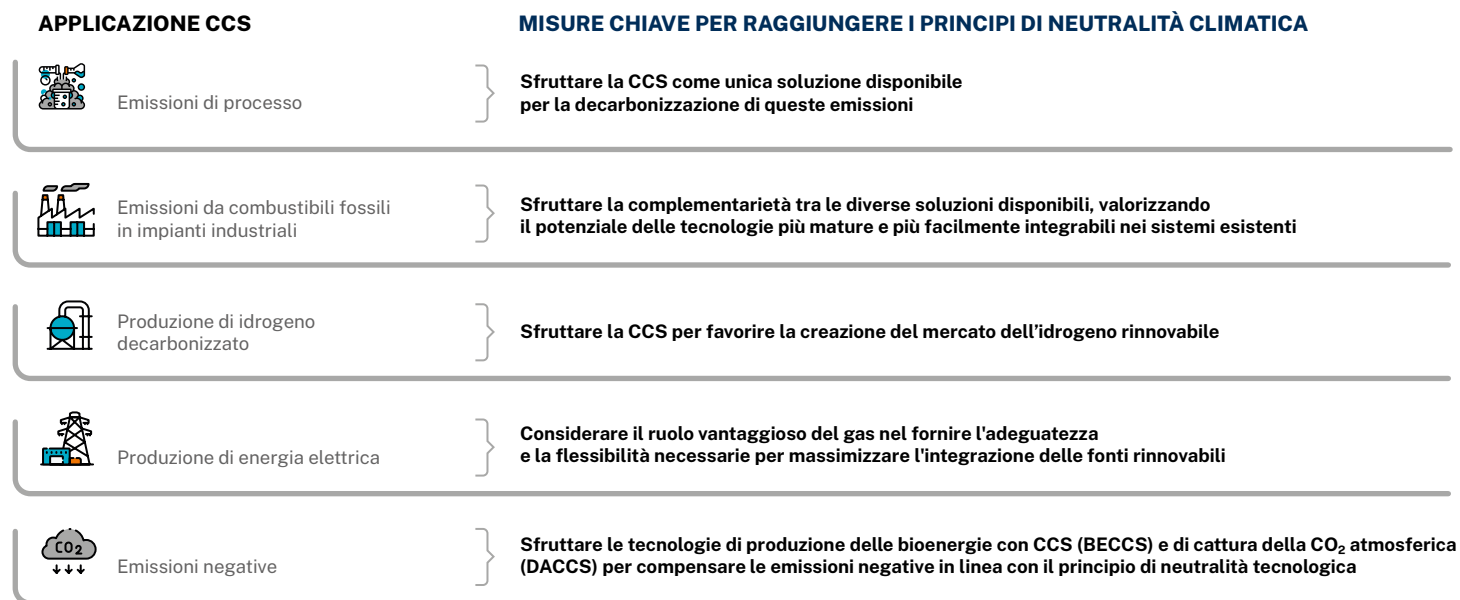 APPLICAZIONE CCS
MISURE CHIAVE PER RAGGIUNGERE I PRINCIPI DI NEUTRALITÀ CLIMATICA
Emissioni di processo
Sfruttare la CCS come unica soluzione disponibile
per la decarbonizzazione di queste emissioni
Emissioni da combustibili fossili
in impianti industriali
Sfruttare la complementarietà tra le diverse soluzioni disponibili, valorizzando
il potenziale delle tecnologie più mature e più facilmente integrabili nei sistemi esistenti
Produzione di idrogeno
decarbonizzato
Sfruttare la CCS per favorire la creazione del mercato dell’idrogeno rinnovabile
Produzione di energia elettrica
Considerare il ruolo vantaggioso del gas nel fornire l'adeguatezza
e la flessibilità necessarie per massimizzare l'integrazione delle fonti rinnovabili
CO2
Emissioni negative
Sfruttare le tecnologie di produzione delle bioenergie con CCS (BECCS) e di cattura della CO₂ atmosferica
(DACCS) per compensare le emissioni negative in linea con il principio di neutralità tecnologica